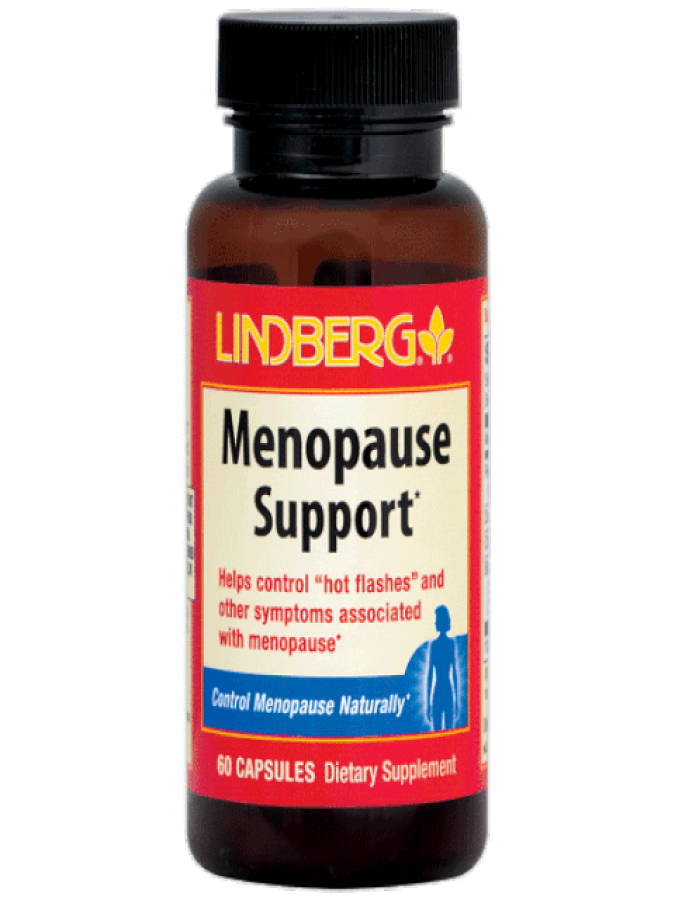 LINDBERG®
Menopause
Support*
Helps control “hot flashes” and
other symptoms associated
with menopause*
Control Menopause Naturally*
60 CAPSULES Dietary Supplement